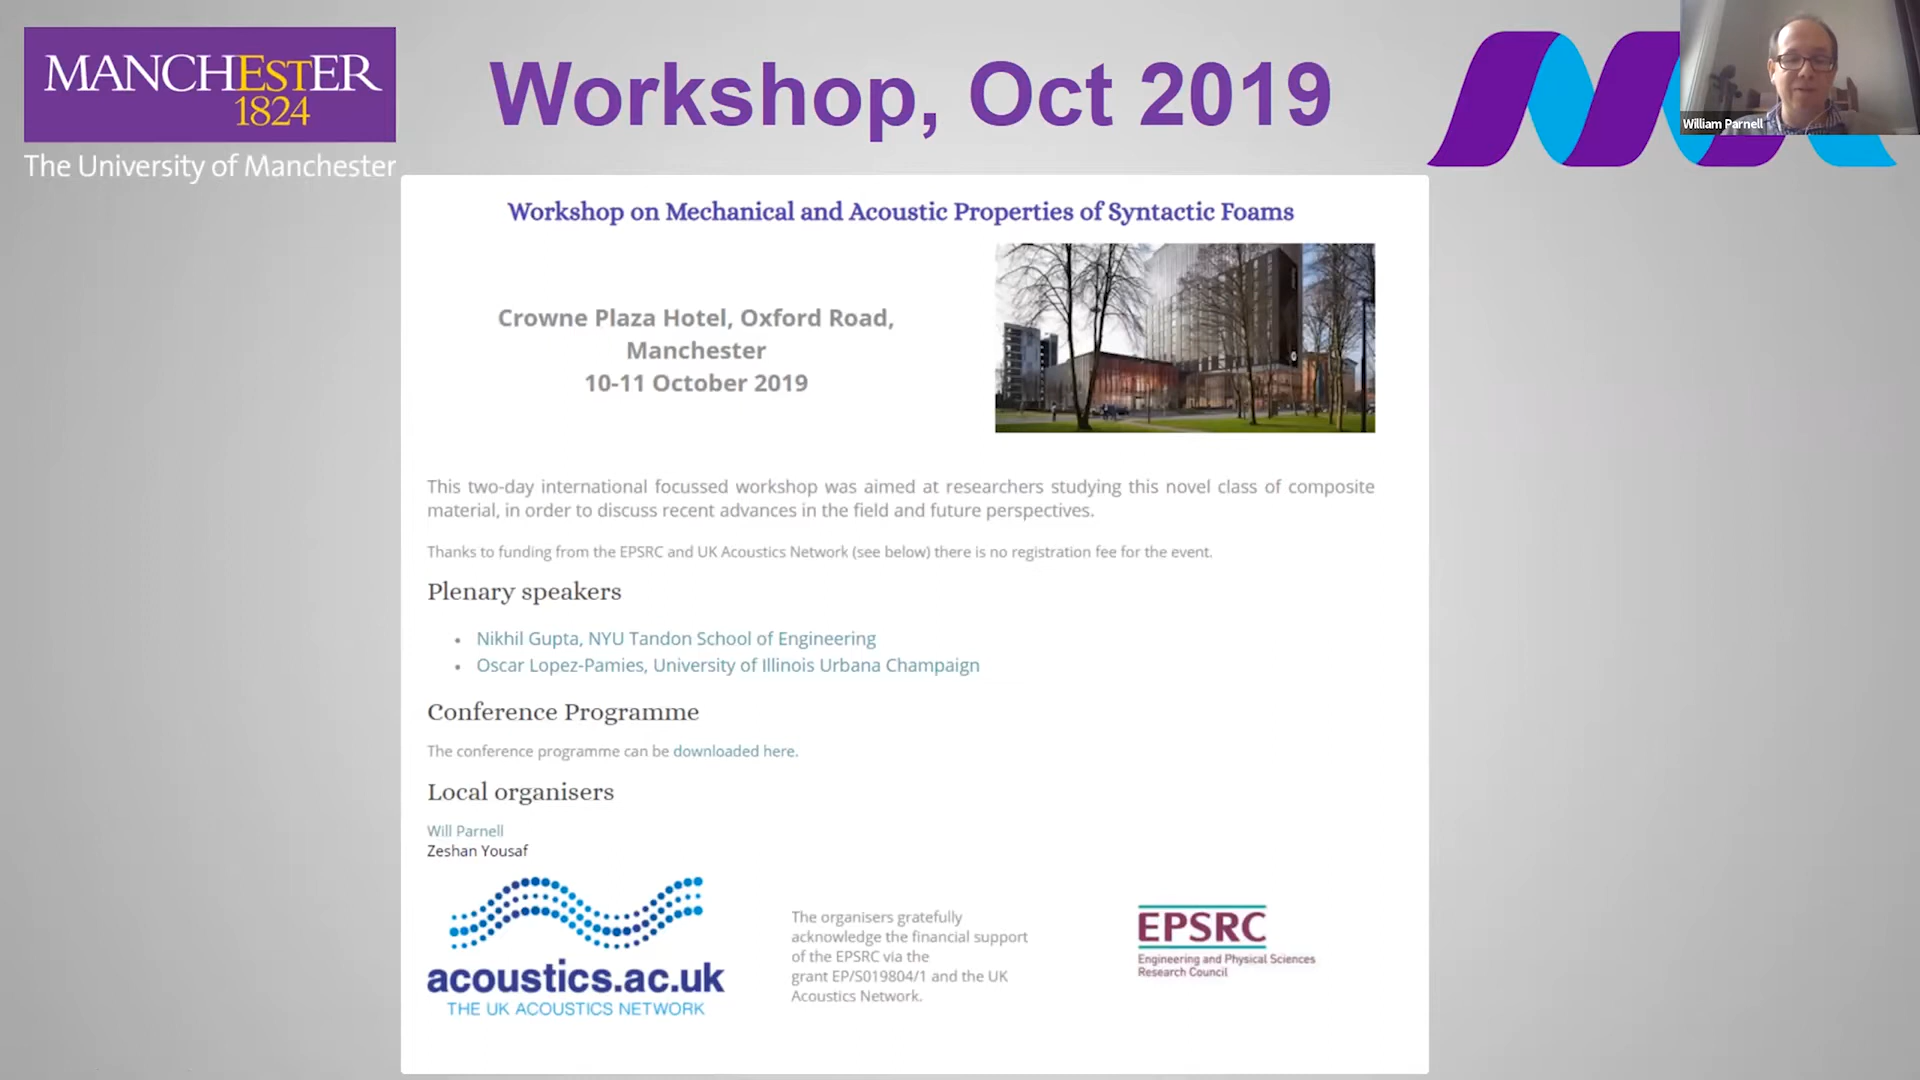 MANCHESTER
1824
The University of Manchester
Workshop, Oct 2019
William Parnell
Workshop on Mechanical and Acoustic Properties of Syntactic Foams
Crowne Plaza Hotel, Oxford Road,
Manchester
10-11 October 2019
This two-day international focussed workshop was aimed at researchers studying this novel class of composite
material, in order to discuss recent advances in the field and future perspectives.
Thanks to funding from the EPSRC and UK Acoustics Network (see below) there is no registration fee for the event.
Plenary speakers
• Nikhil Gupta, NYU Tandon School of Engineering
• Oscar Lopez-Pamies, University of Illinois Urbana Champaign
Conference Programme
The conference programme can be downloaded here.
Local organisers
Will Parnell
Zeshan Yousaf
acoustics.ac.uk
THE UK ACOUSTICS NETWORK
The organisers gratefully
acknowledge the financial support
of the EPSRC via the
grant EP/S019804/1 and the UK
Acoustics Network.
EPSRC
Engineering and Physical Sciences
Research Council